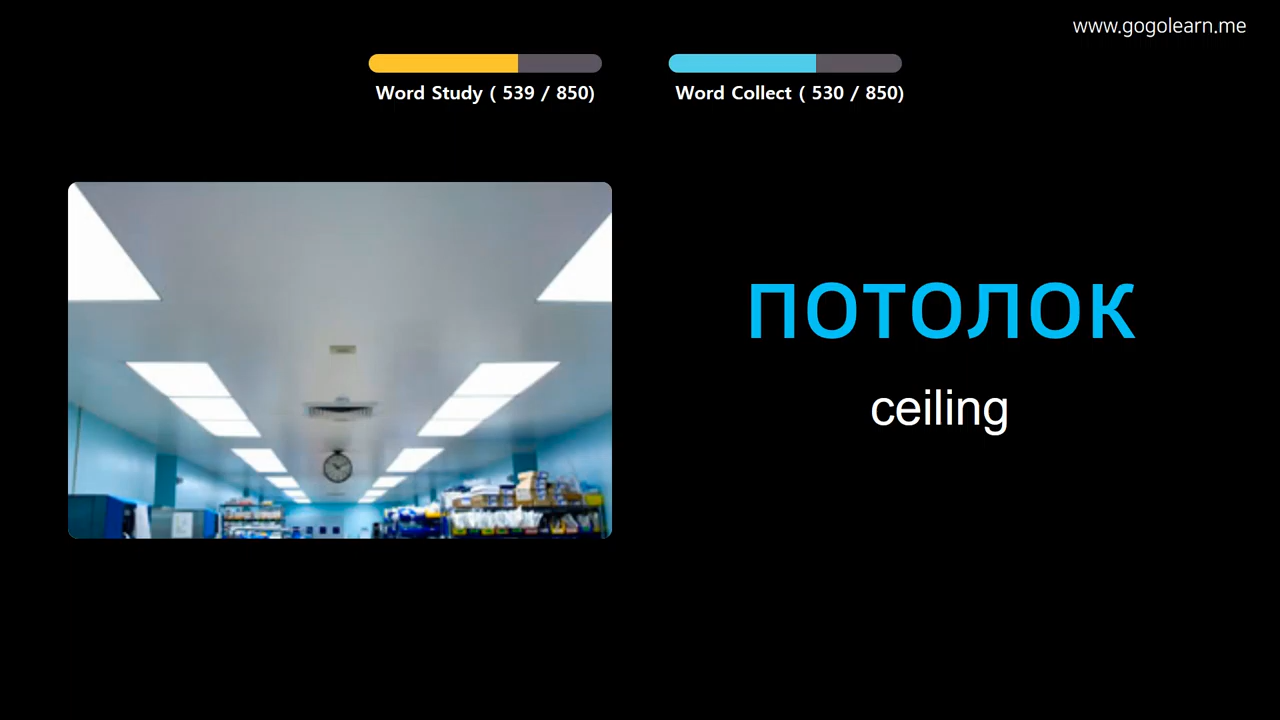 www.gogolearn.me
Word Study ( 539 / 850)
Word Collect ( 530 / 850)
потолок
ceiling